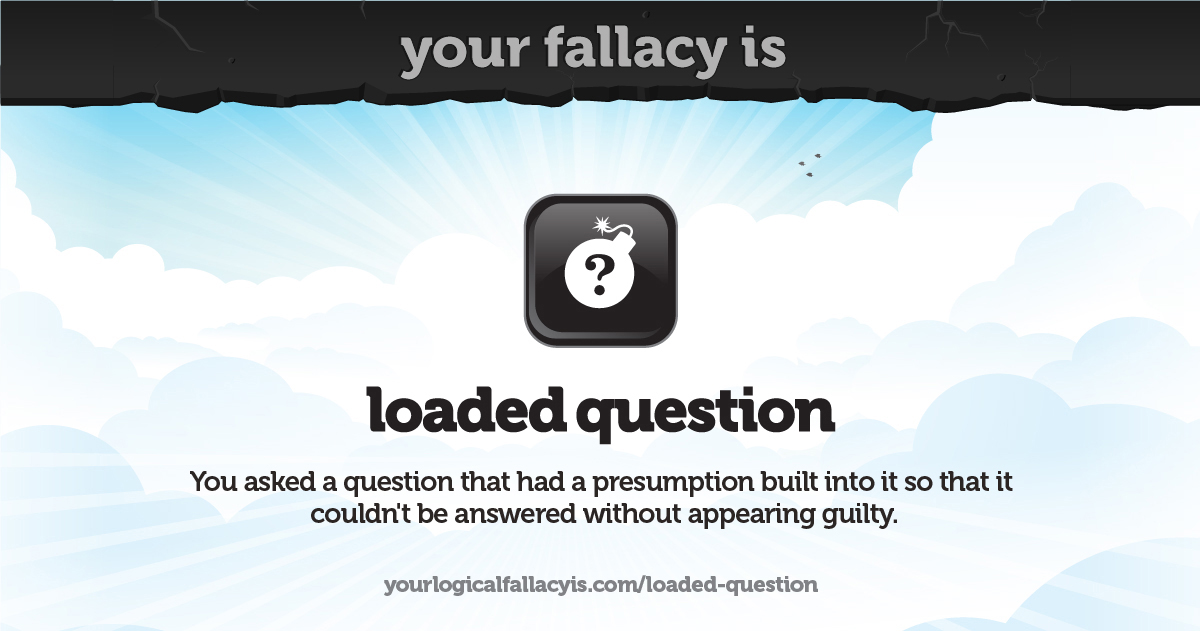 your fallacy is
?
loaded question
You asked a question that had a presumption built into it so that it
couldn't be answered without appearing guilty.
yourlogicalfallacyis.com/loaded-question